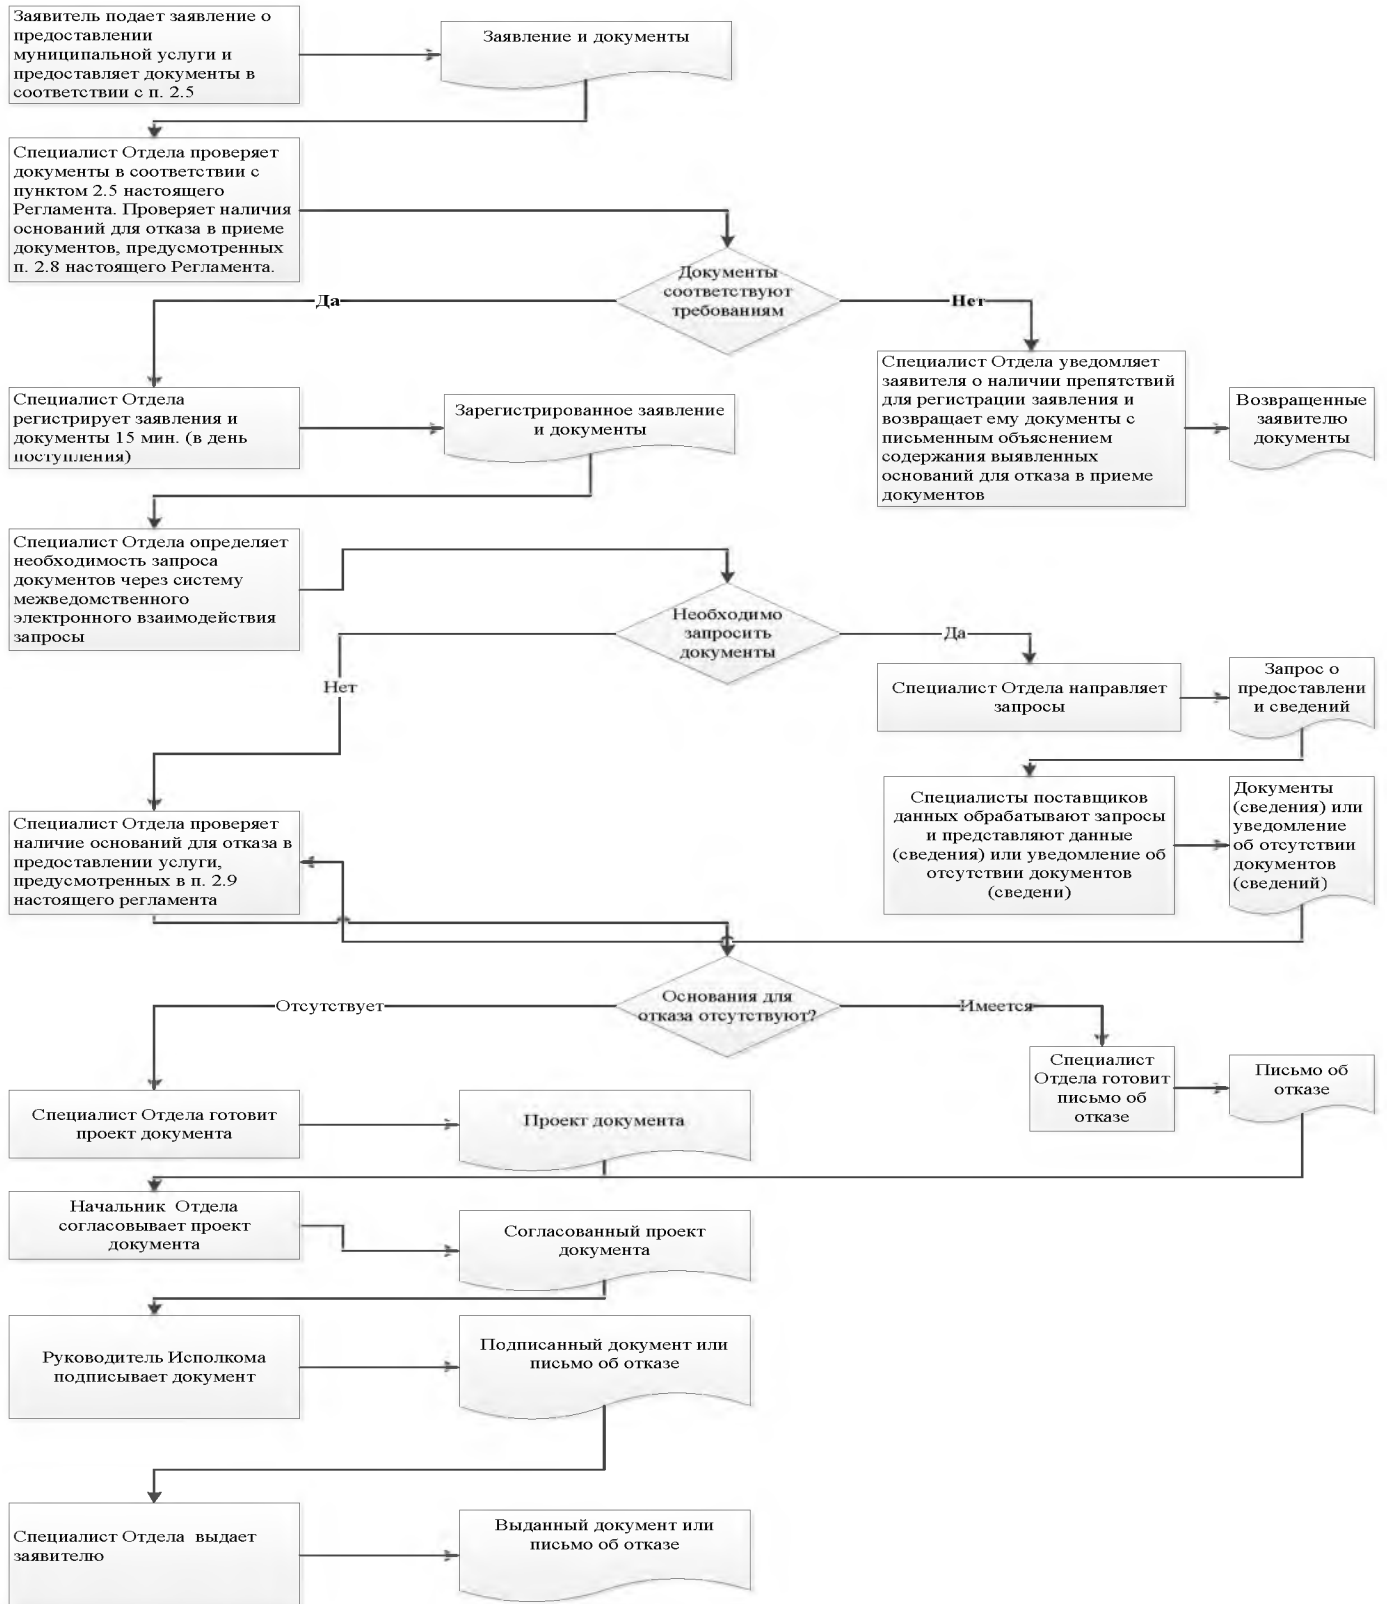 Заявитель подает заявление о
предоставлении
муниципальной услуги и
предоставляет документы в
соответствии с п. 2.5
Заявление и документы
Специалист Отдела проверяет
документы в соответствии с
пунктом 2.5 настоящего
Регламента. Проверяет наличия
оснований для отказа в приеме
документов, предусмотренных
п. 2.8 настоящего Регламента.
Документы
соответствуют
требованиям
Да
Нет
Специалист Отдела
регистрирует заявления и
документы 15 мин. (в день
поступления)
Зарегистрированное заявление
и документы
Специалист Отдела уведомляет
заявителя о наличии препятствий
для регистрации заявления и
возвращает ему документы с
письменным объяснением
содержания выявленных
оснований для отказа в приеме
документов
Возвращенные
заявителю
документы
Специалист Отдела определяет
необходимость запроса
документов через систему
межведомственного
электронного взаимодействия
запросы
Необходимо
запросить
документы
Да
Нет
Специалист Отдела направляет
запросы
Запрос о
предоставлени
и сведений
Специалисты поставщиков
данных обрабатывают запросы
и представляют данные
(сведения) или уведомление об
отсутствии документов
(сведени)
Документы
(сведения) или
уведомление
об отсутствии
документов
(сведений)
Специалист Отдела проверяет
наличие оснований для отказа в
предоставлении услуги,
предусмотренных в п. 2.9
настоящего регламента
Основания для
отказа отсутствуют?
Отсутствует
Имеется
Специалист
Отдела готовит
письмо об
отказе
Письмо об
отказе
Специалист Отдела готовит
проект документа
Проект документа
Начальник Отдела
согласовывает проект
документа
Согласованный проект
документа
Руководитель Исполкома
подписывает документ
Подписанный документ или
письмо об отказе
Специалист Отдела выдает
заявителю
Выданный документ или
письмо об отказе